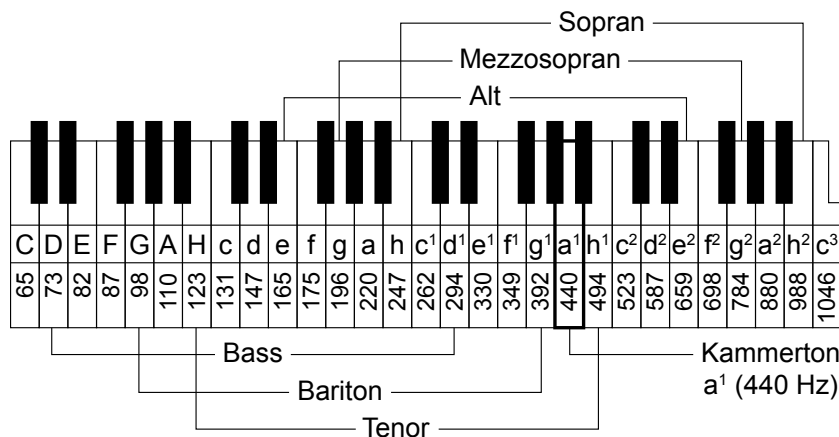 Sopran
Mezzosopran
Alt
C D E F G A H c d e f g a h c¹ d¹ e¹ f¹ g¹ a¹ h¹ c² d² e² f² g² a² h² c³
65 73 82 87 98 110 123 131 147 165 175 196 220 247 262 294 330 349 392 440 494 523 587 659 698 784 880 988 1046
Bass
Kammerton
a¹ (440 Hz)
Bariton
Tenor